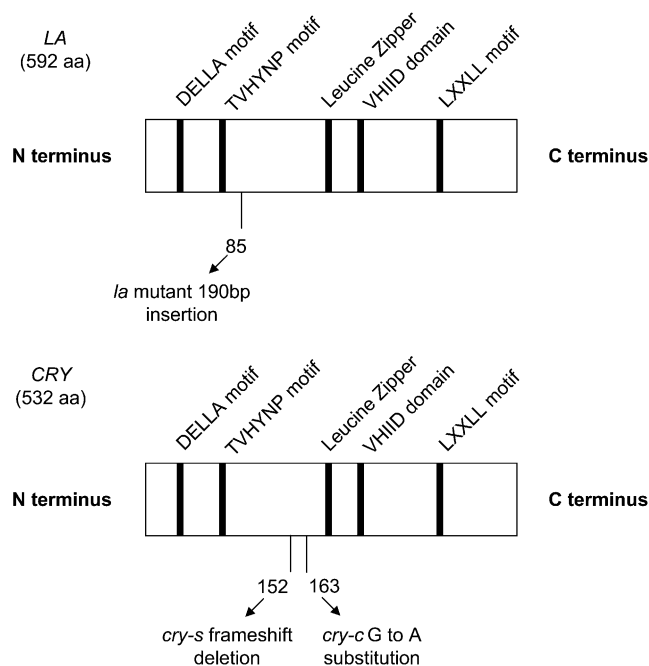 LA
(592 aa)
DELLA motif
TVHYNP motif
Leucine Zipper
VHIID domain
LXXLL motif
N terminus
C terminus
85
la mutant 190bp
insertion
CRY
(532 aa)
DELLA motif
TVHYNP motif
Leucine Zipper
VHIID domain
LXXLL motif
N terminus
C terminus
152
163
cry-s frameshift
deletion
cry-c G to A
substitution